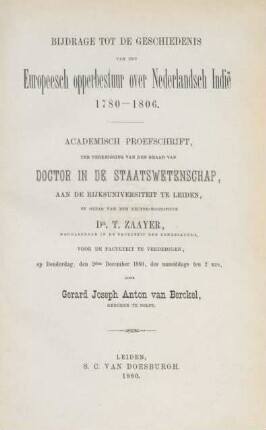 BIJDRAGE TOT DE GESCHIEDENIS
VAN HET
Europeesch opperbestuur over Nederlandsch Indië
1780—1806.
ACADEMISCH PROEFSCHRIFT,
TER VERKRIJGING VAN DEN GRAAD VAN
DOCTOR IN DE STAATSWETENSCHAP,
AAN DE RIJKSUNIVERSITEIT TE LEIDEN,
OP GEZAG VAN DEN RECTOR-MAGNIFICUS
Dr. T. ZAAYER,
HOOGLEERAAR IN DE FACULTEIT DER GENEESKUNDE,
VOOR DE FACULTEIT TE VERDEDIGEN,
op Donderdag, den 2den December 1880, des namiddags ten 2 ure,
DOOR
Gerard Joseph Anton van Berckel,
GEBOREN TE DELFT.
LEIDEN,
S. C. VAN DOESBURGH.
1880.